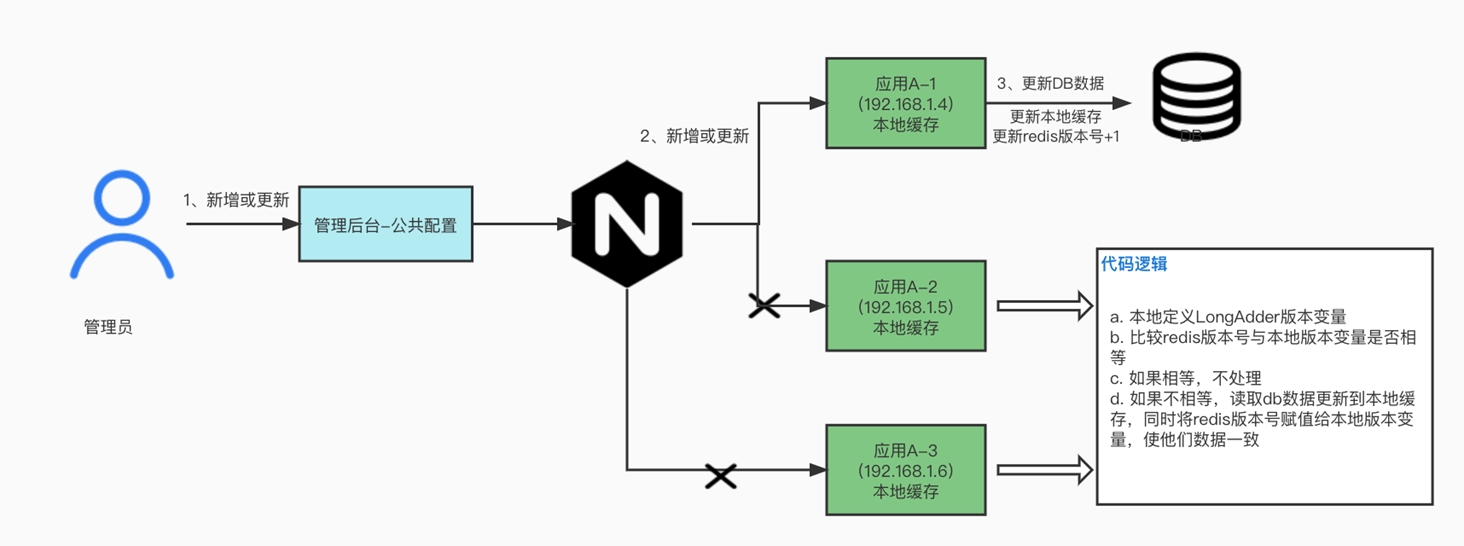 1、新增或更新
管理后台-公共配置
管理员
N
2、新增或更新
应用A-1
(192.168.1.4)
本地缓存
3、更新DB数据
更新本地缓存
更新redis版本号+1
DB
应用A-2
(192.168.1.5)
本地缓存
应用A-3
(192.168.1.6)
本地缓存
代码逻辑
a. 本地定义LongAdder版本变量
b. 比较redis版本号与本地版本变量是否相
等
c. 如果相等，不处理
d. 如果不相等，读取db数据更新到本地缓
存，同时将redis版本号赋值给本地版本变
量，使他们数据一致